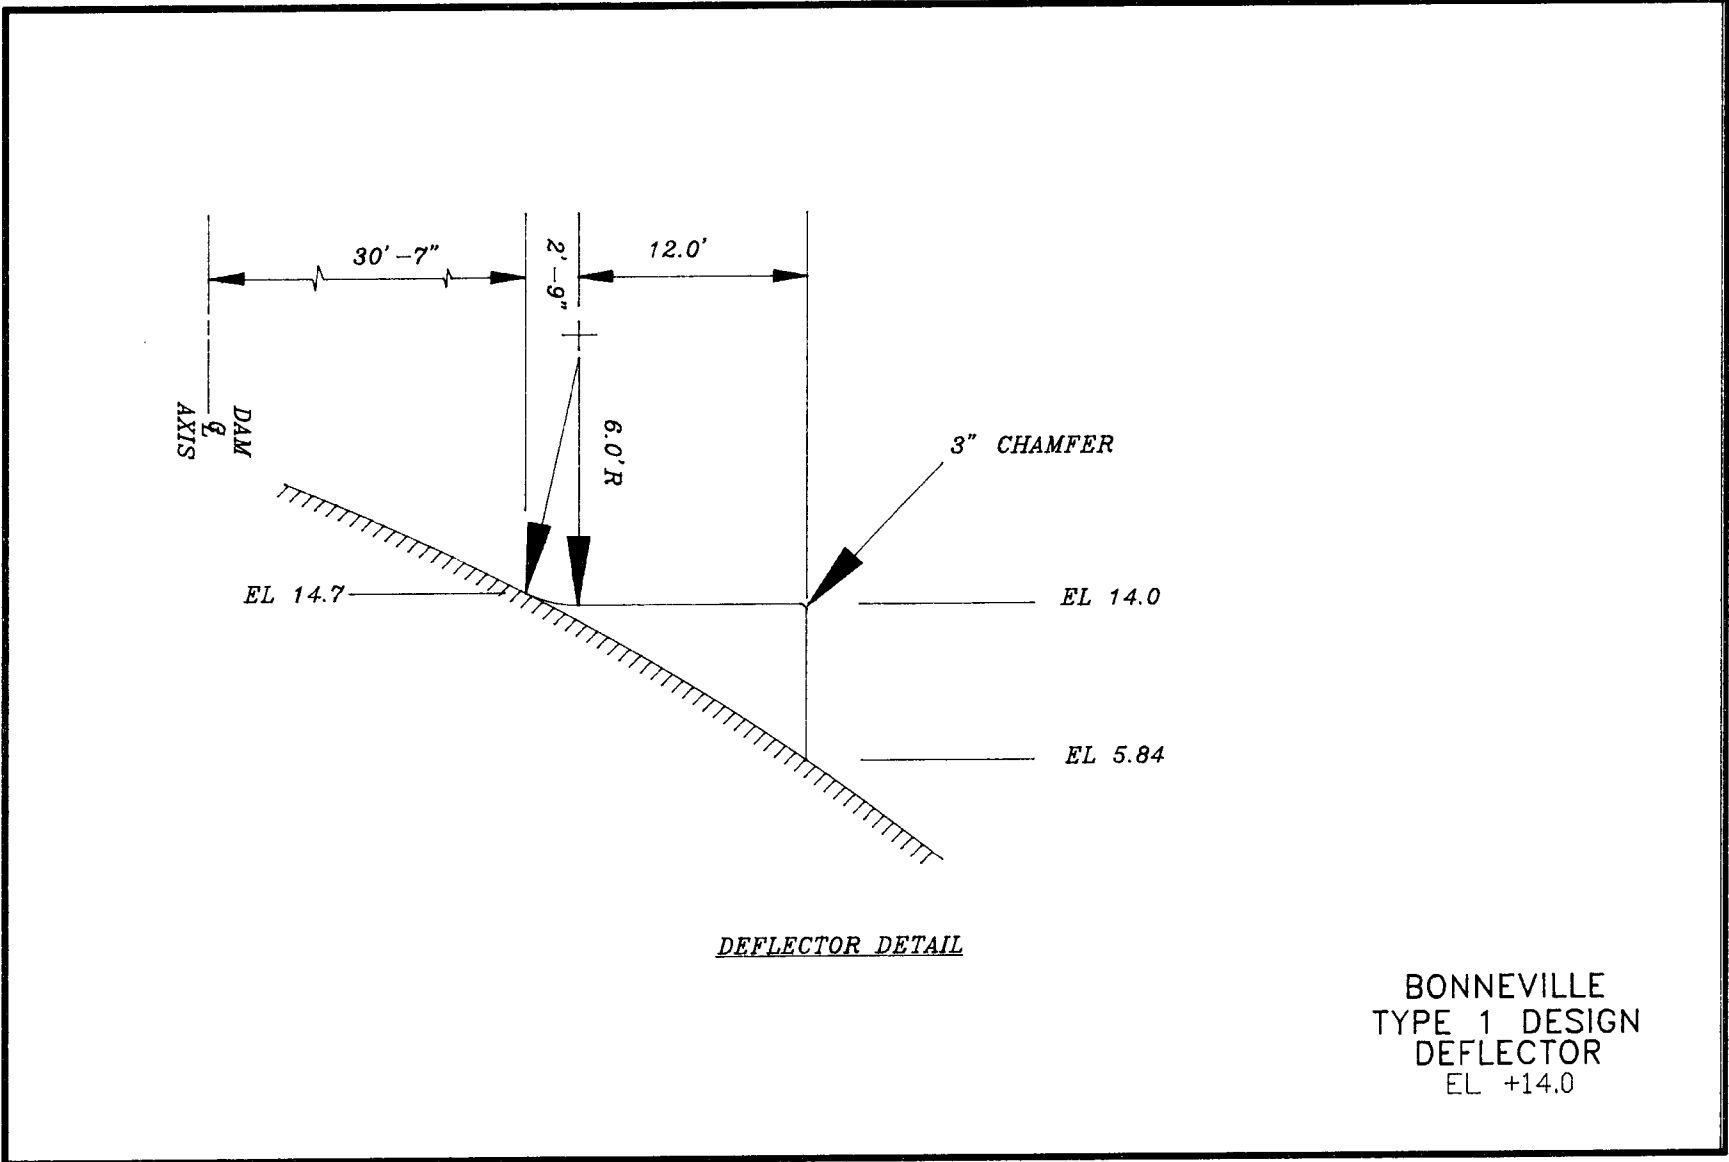 30'-7"
2'-9"
12.0'
DAM
℄
AXIS
6.0'R
3" CHAMFER
EL 14.7
EL 14.0
EL 5.84
DEFLECTOR DETAIL
BONNEVILLE
TYPE 1 DESIGN
DEFLECTOR
EL +14.0